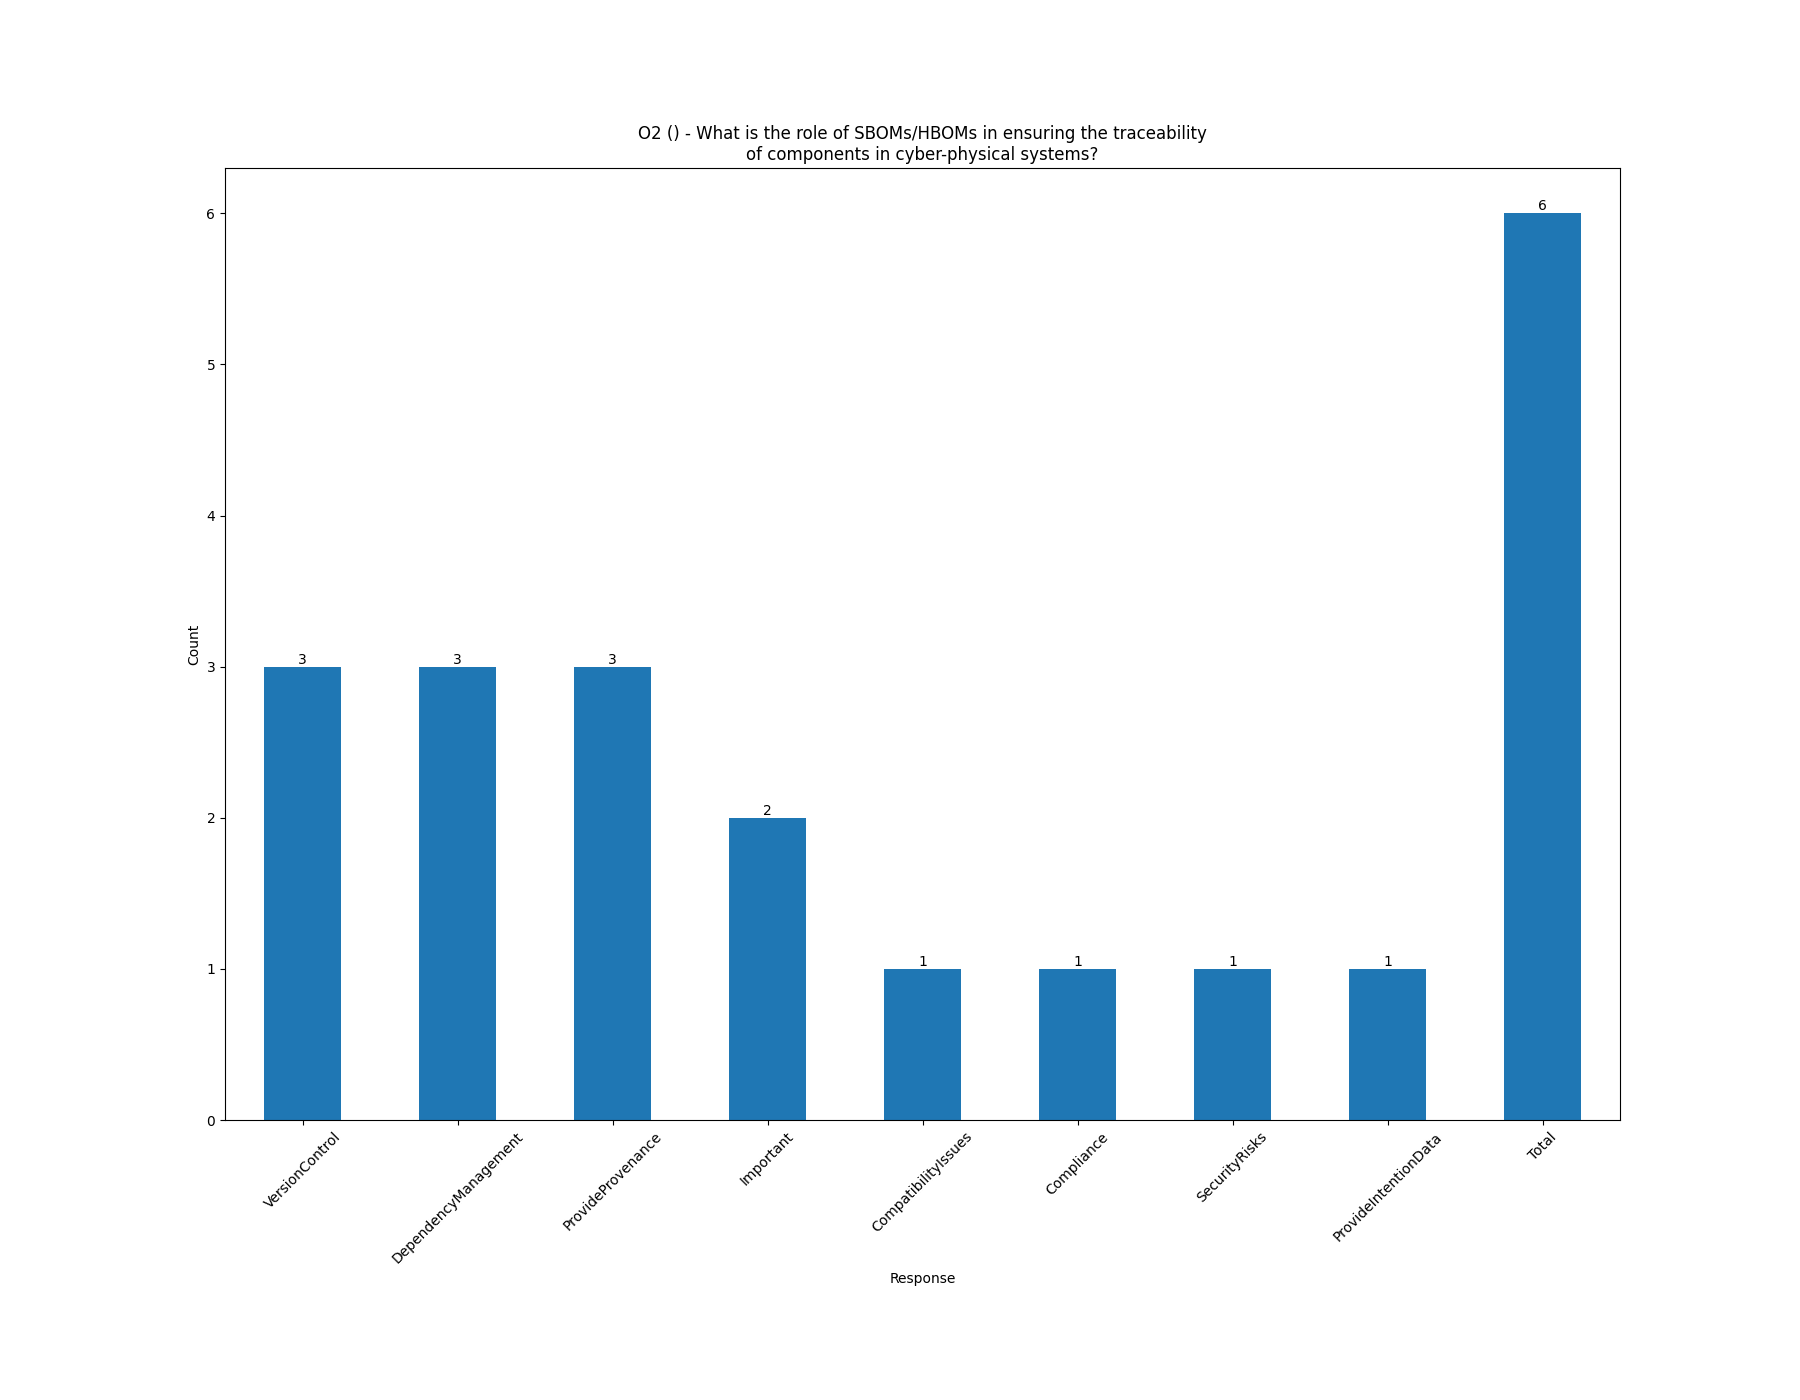 O2 () - What is the role of SBOMs/HBOMs in ensuring the traceability
of components in cyber-physical systems?
6
5
4
3
2
1
0
Count
3
3
3
2
1
1
1
1
6
VersionControl
DependencyManagement
ProvideProvenance
Important
CompatibilityIssues
Compliance
SecurityRisks
ProvideIntentionData
Total
Response